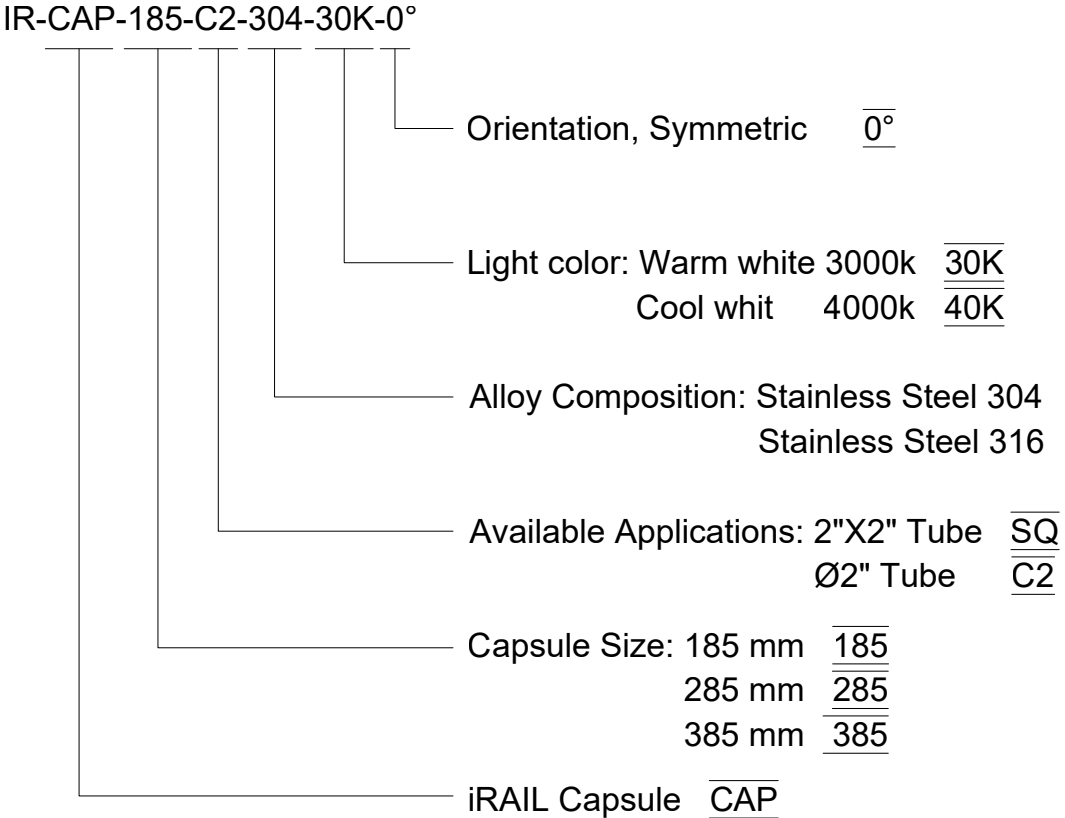 IR-CAP-185-C2-304-30K-0°
Orientation, Symmetric 0°
Light color: Warm white 3000k 30K
Cool whit 4000k 40K
Alloy Composition: Stainless Steel 304
Stainless Steel 316
Available Applications: 2"X2" Tube SQ
Ø2" Tube C2
Capsule Size: 185 mm 185
285 mm 285
385 mm 385
iRAIL Capsule CAP